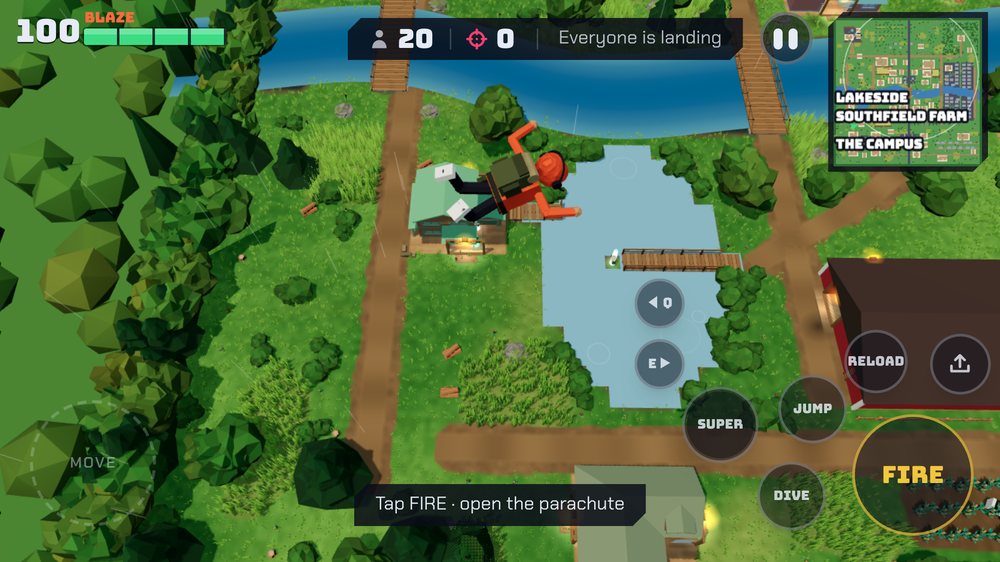 100 BLAZE
20 0 Everyone is landing
LAKESIDE
SOUTHFIELD FARM
THE CAMPUS
Q
E
RELOAD
JUMP
SUPER
FIRE
MOVE
DIVE
Tap FIRE · open the parachute